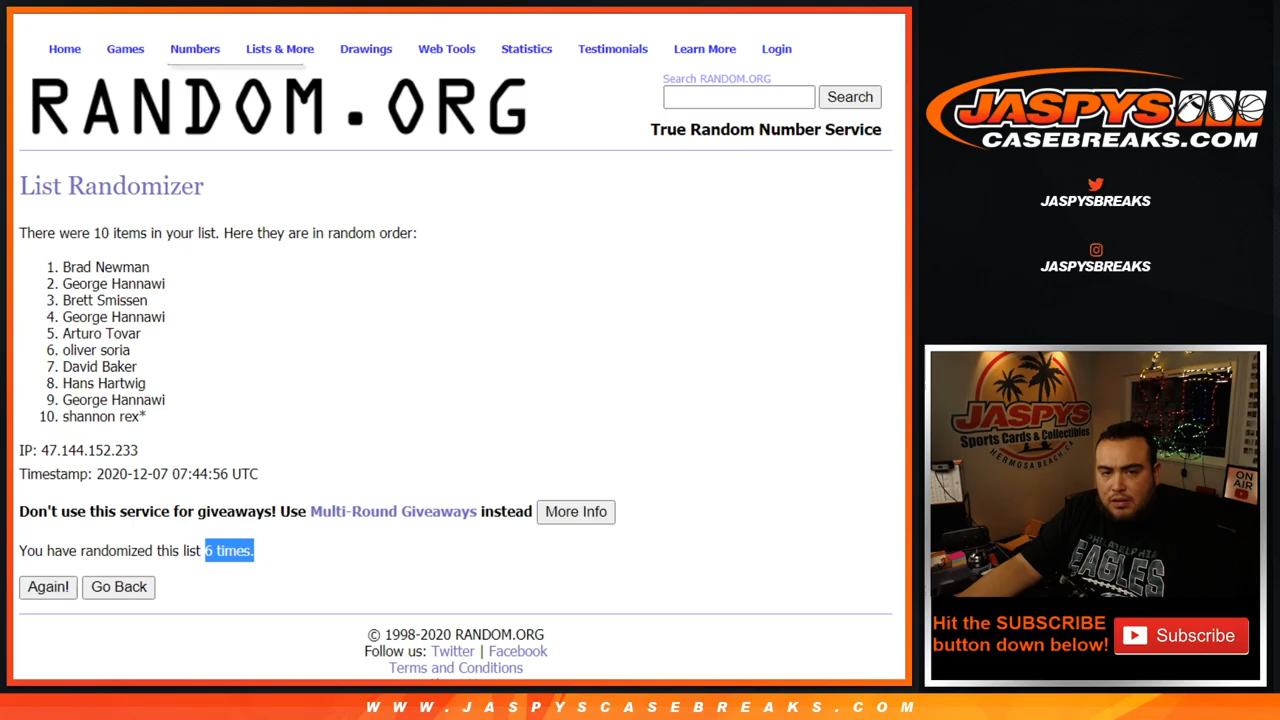 Home Games Numbers Lists & More Drawings Web Tools Statistics Testimonials Learn More Login
RANDOM.ORG
Search RANDOM.ORG
Search
True Random Number Service
List Randomizer
There were 10 items in your list. Here they are in random order:
1. Brad Newman
2. George Hannawi
3. Brett Smissen
4. George Hannawi
5. Arturo Tovar
6. oliver soria
7. David Baker
8. Hans Hartwig
9. George Hannawi
10. shannon rex*
IP: 47.144.152.233
Timestamp: 2020-12-07 07:44:56 UTC
Don't use this service for giveaways! Use Multi-Round Giveaways instead More Info
You have randomized this list 6 times.
Again! Go Back
© 1998-2020 RANDOM.ORG
Follow us: Twitter | Facebook
Terms and Conditions
JASPYS
CASEBREAKS.COM
JASPYSBREAKS
JASPYSBREAKS
JASPYS
Sports Cards & Collectibles
HERMOSA BEACH CA
ON
AIR
PHILADELPHIA
EAGLES
Hit the SUBSCRIBE
button down below!
Subscribe
WWW.JASPYSCASEBREAKS.COM